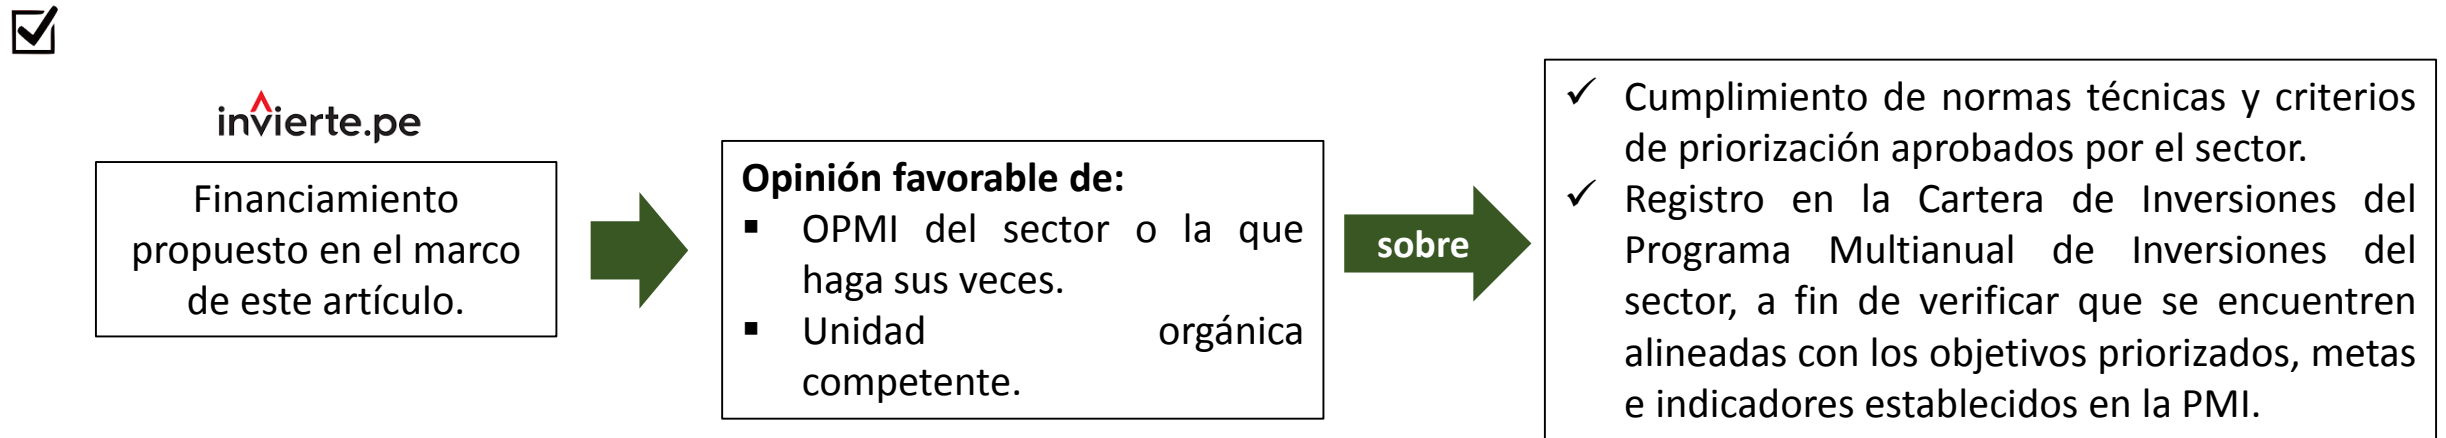 invierte.pe
Financiamiento
propuesto en el marco
de este artículo.
Opinión favorable de:
▪ OPMI del sector o la que
haga sus veces.
▪ Unidad orgánica
competente.
sobre
✓ Cumplimiento de normas técnicas y criterios
de priorización aprobados por el sector.
✓ Registro en la Cartera de Inversiones del
Programa Multianual de Inversiones del
sector, a fin de verificar que se encuentren
alineadas con los objetivos priorizados, metas
e indicadores establecidos en la PMI.